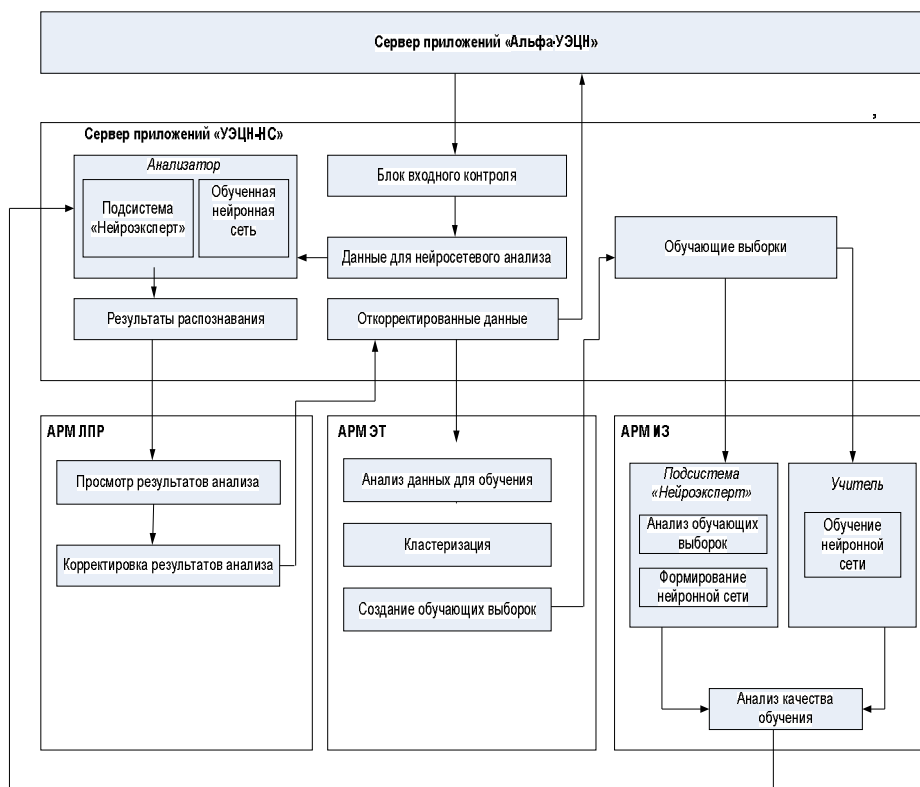 Сервер приложений «Альфа-УЭЦН»
,
Сервер приложений «УЭЦН-НС»
Анализатор
Подсистема
«Нейроэксперт»
Обученная
нейронная
сеть
Блок входного контроля
Данные для нейросетевого анализа
Обучающие выборки
Результаты распознавания
Откорректированные данные
АРМ ЛПР
Просмотр результатов анализа
Корректировка результатов анализа
АРМ ЭТ
Анализ данных для обучения
Кластеризация
Создание обучающих выборок
АРМ ИЗ
Подсистема
«Нейроэксперт»
Анализ обучающих
выборок
Формирование
нейронной сети
Учитель
Обучение
нейронной
сети
Анализ качества
обучения